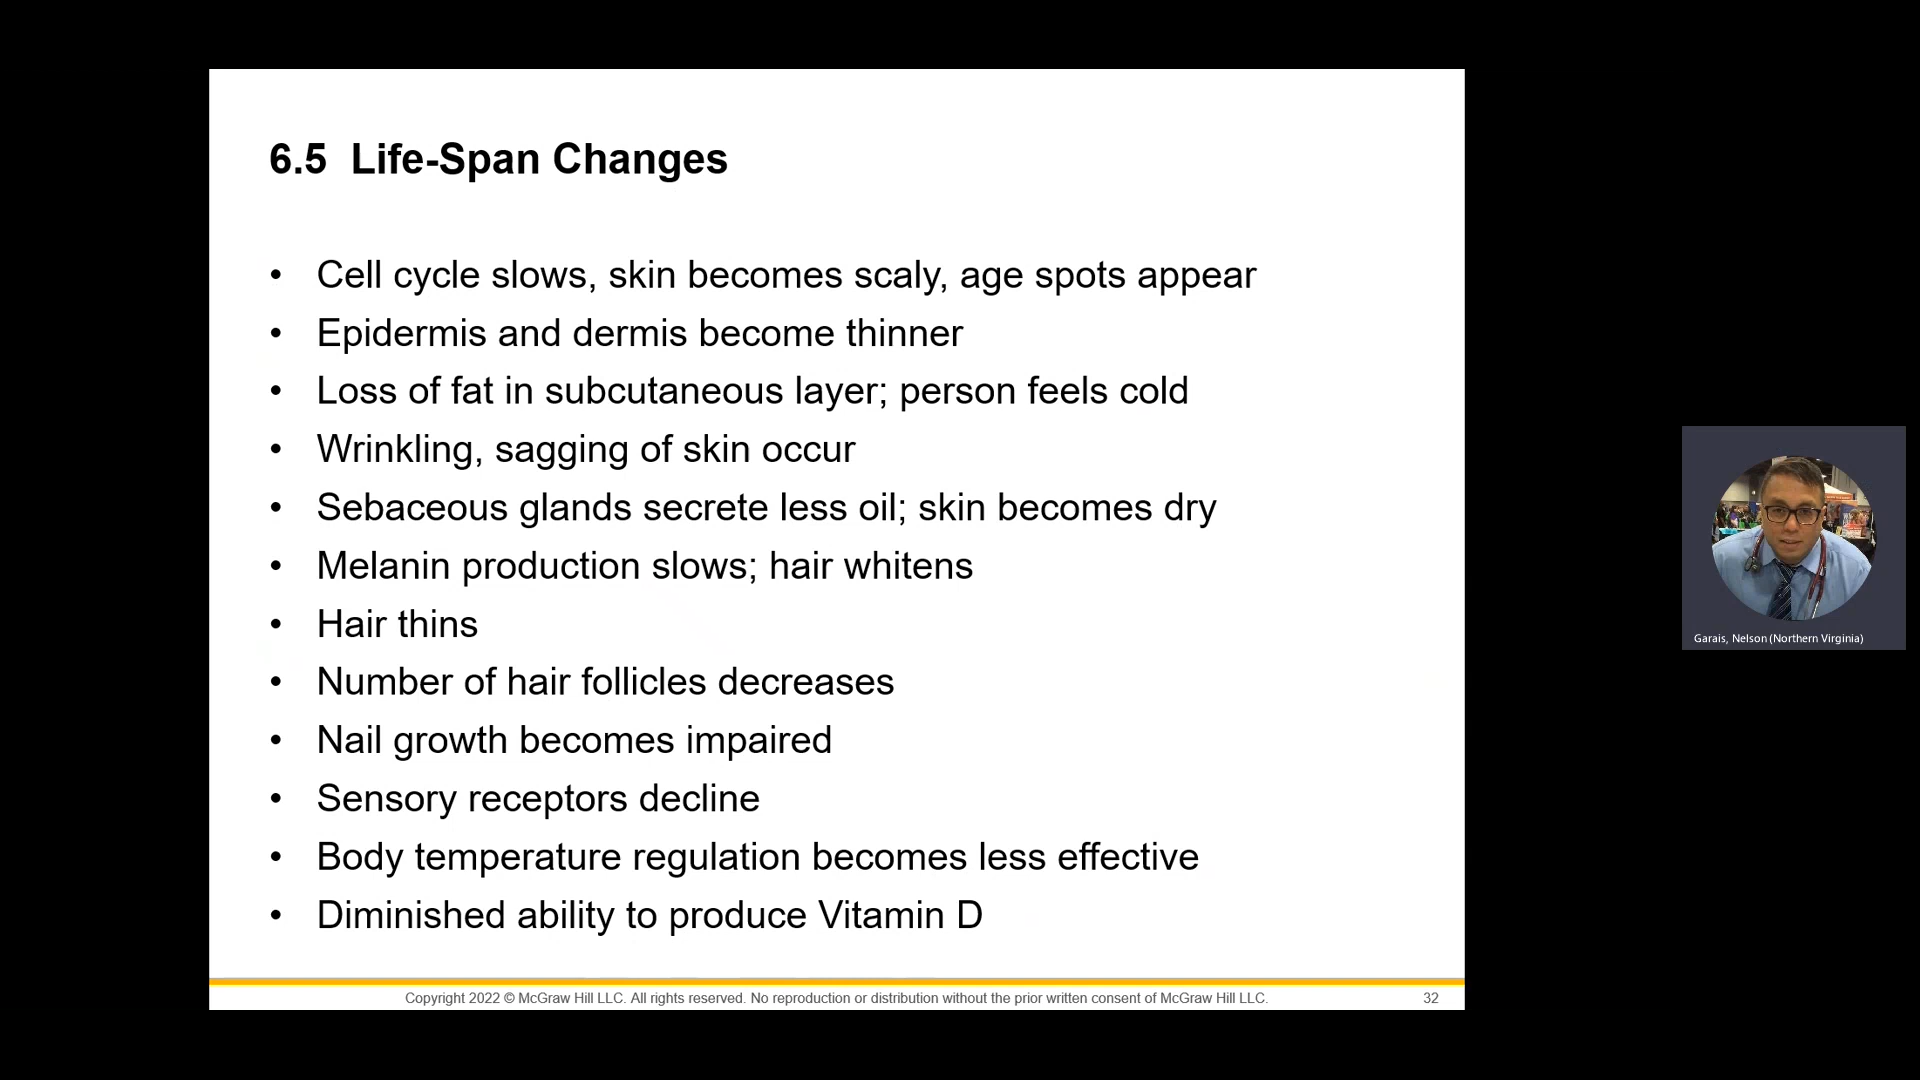 6.5 Life-Span Changes
• Cell cycle slows, skin becomes scaly, age spots appear
• Epidermis and dermis become thinner
• Loss of fat in subcutaneous layer; person feels cold
• Wrinkling, sagging of skin occur
• Sebaceous glands secrete less oil; skin becomes dry
• Melanin production slows; hair whitens
• Hair thins
• Number of hair follicles decreases
• Nail growth becomes impaired
• Sensory receptors decline
• Body temperature regulation becomes less effective
• Diminished ability to produce Vitamin D
Copyright 2022 © McGraw Hill LLC. All rights reserved. No reproduction or distribution without the prior written consent of McGraw Hill LLC.
32
Garais, Nelson (Northern Virginia)